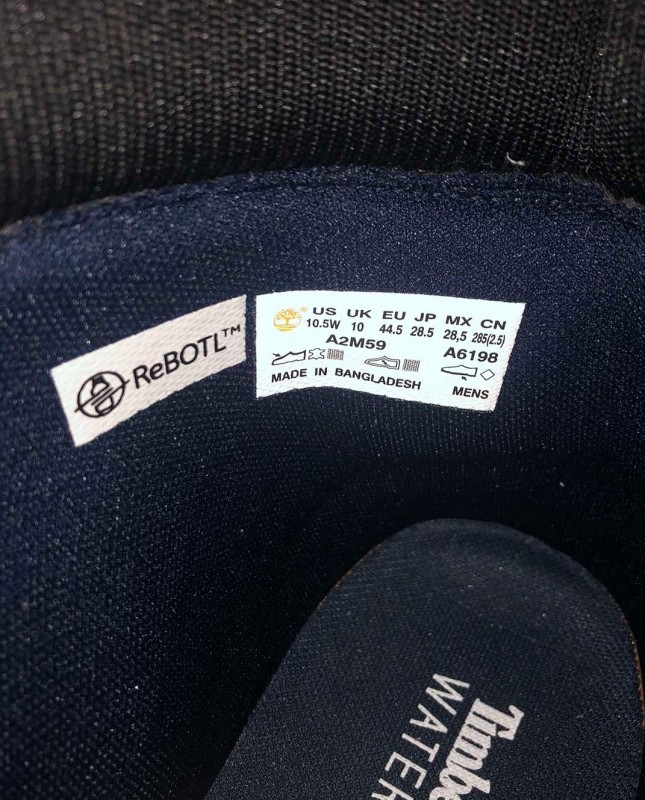 ReBOTL™
US UK EU JP MX CN
10.5W 10 44.5 28.5 28,5 285(2.5)
A2M59 A6198
MADE IN BANGLADESH MENS
Timbe
WATER